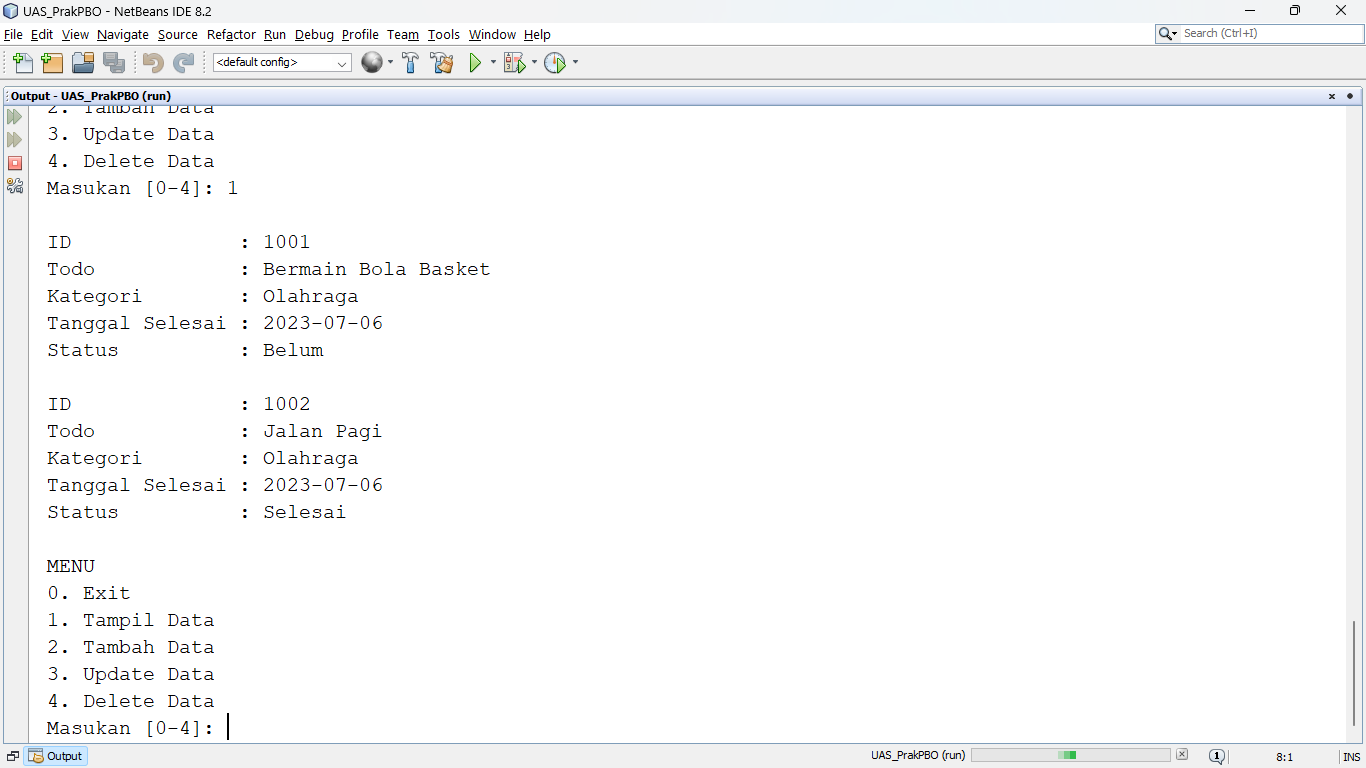 UAS_PrakPBO - NetBeans IDE 8.2
File Edit View Navigate Source Refactor Run Debug Profile Team Tools Window Help
Search (Ctrl+I)
<default config>
Output - UAS_PrakPBO (run)
2. Tambah Data
3. Update Data
4. Delete Data
Masukan [0-4]: 1
ID : 1001
Todo : Bermain Bola Basket
Kategori : Olahraga
Tanggal Selesai : 2023-07-06
Status : Belum
ID : 1002
Todo : Jalan Pagi
Kategori : Olahraga
Tanggal Selesai : 2023-07-06
Status : Selesai
MENU
0. Exit
1. Tampil Data
2. Tambah Data
3. Update Data
4. Delete Data
Masukan [0-4]:
Output
UAS_PrakPBO (run)
1
8:1
INS